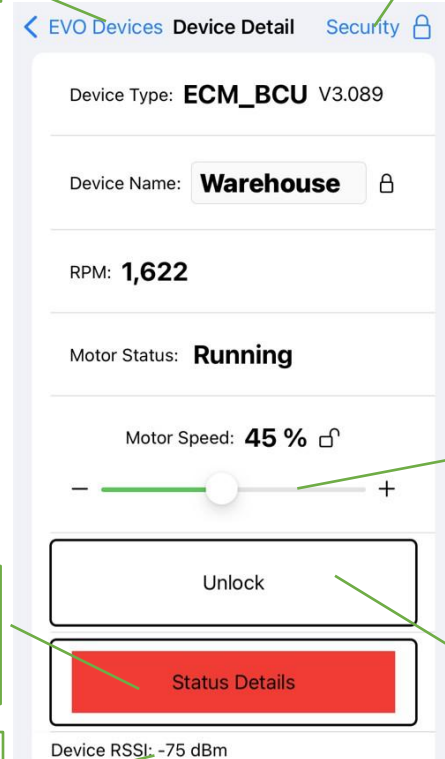 EVO Devices Device Detail Security
Device Type: ECM_BCU V3.089
Device Name: Warehouse
RPM: 1,622
Motor Status: Running
Motor Speed: 45 %
− +
Unlock
Status Details
Device RSSI: -75 dBm